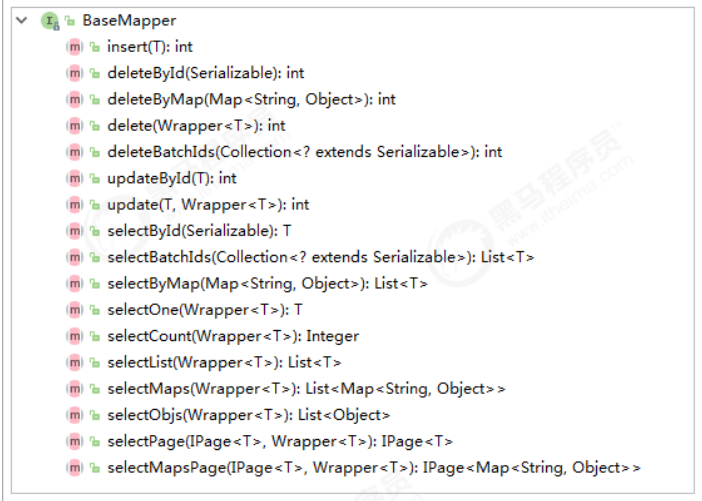 BaseMapper
insert(T): int
deleteById(Serializable): int
deleteByMap(Map<String, Object>): int
delete(Wrapper<T>): int
deleteBatchIds(Collection<? extends Serializable>): int
updateById(T): int
update(T, Wrapper<T>): int
selectById(Serializable): T
selectBatchIds(Collection<? extends Serializable>): List<T>
selectByMap(Map<String, Object>): List<T>
selectOne(Wrapper<T>): T
selectCount(Wrapper<T>): Integer
selectList(Wrapper<T>): List<T>
selectMaps(Wrapper<T>): List<Map<String, Object>>
selectObjs(Wrapper<T>): List<Object>
selectPage(IPage<T>, Wrapper<T>): IPage<T>
selectMapsPage(IPage<T>, Wrapper<T>): IPage<Map<String, Object>>
黑马程序员
www.itheima.com